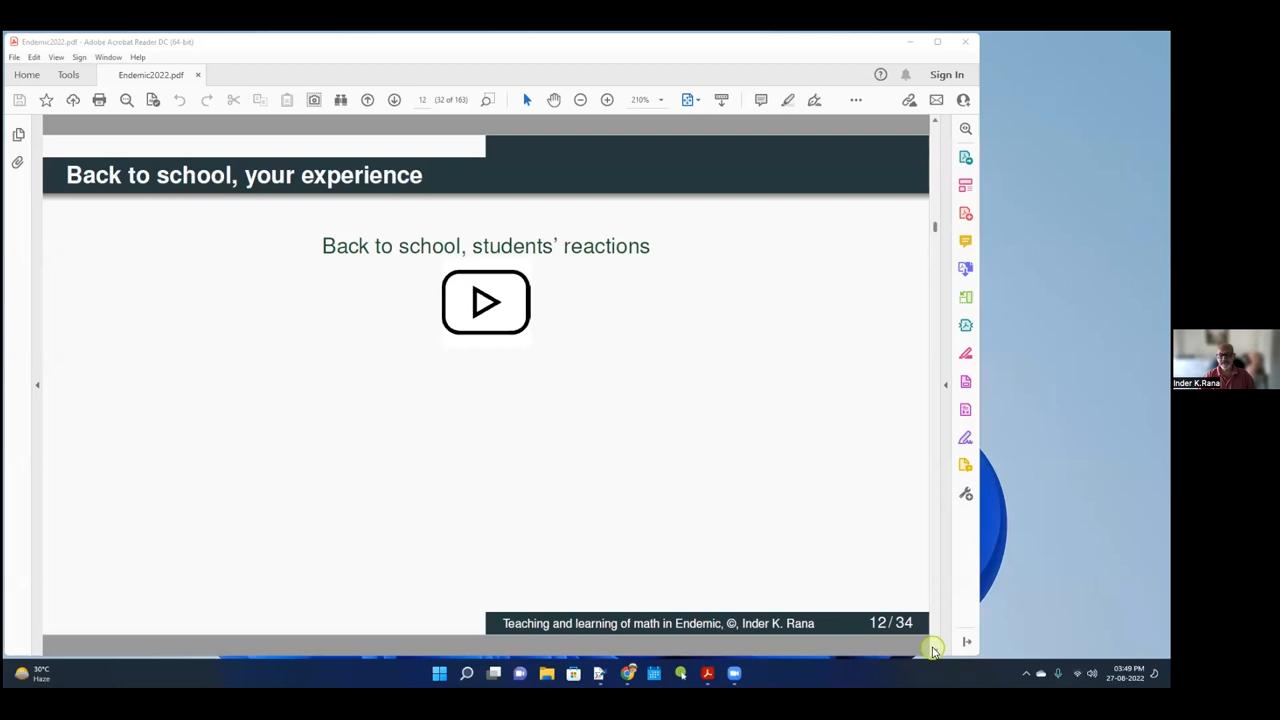 Endemic2022.pdf - Adobe Acrobat Reader DC (64-bit)
File Edit View Sign Window Help
Home Tools Endemic2022.pdf × Sign In
12 (32 of 163) 210%
Back to school, your experience
Back to school, students’ reactions
Inder K.Rana
Teaching and learning of math in Endemic, ©, Inder K. Rana 12/34
30°C
Haze
03:49 PM
27-08-2022